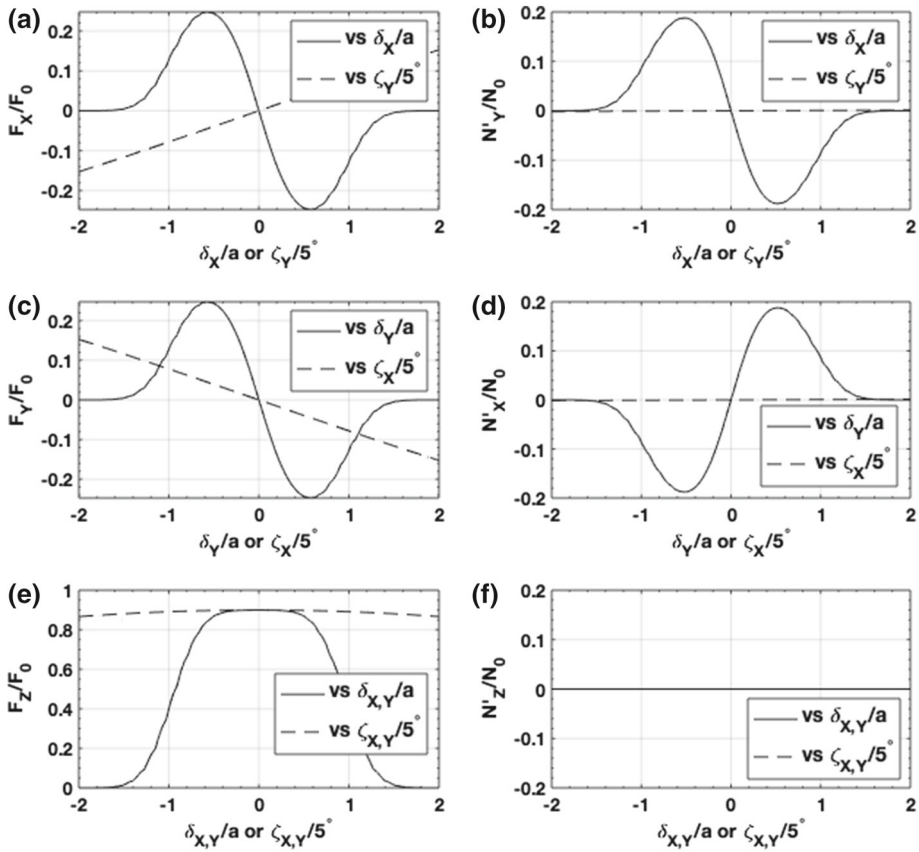 (a)
0.2
0.1
0
-0.1
-0.2
F_X/F_0
vs δ_X/a
vs ζ_Y/5°
-2 -1 0 1 2
δ_X/a or ζ_Y/5°
(b)
0.2
0.1
0
-0.1
-0.2
N'_Y/N_0
vs δ_X/a
vs ζ_Y/5°
-2 -1 0 1 2
δ_X/a or ζ_Y/5°
(c)
0.2
0.1
0
-0.1
-0.2
F_Y/F_0
vs δ_Y/a
vs ζ_X/5°
-2 -1 0 1 2
δ_Y/a or ζ_X/5°
(d)
0.2
0.1
0
-0.1
-0.2
N'_X/N_0
vs δ_Y/a
vs ζ_X/5°
-2 -1 0 1 2
δ_Y/a or ζ_X/5°
(e)
1
0.8
0.6
0.4
0.2
0
F_Z/F_0
vs δ_X,Y/a
vs ζ_X,Y/5°
-2 -1 0 1 2
δ_X,Y/a or ζ_X,Y/5°
(f)
0.2
0.1
0
-0.1
-0.2
N'_Z/N_0
vs δ_X,Y/a
vs ζ_X,Y/5°
-2 -1 0 1 2
δ_X,Y/a or ζ_X,Y/5°